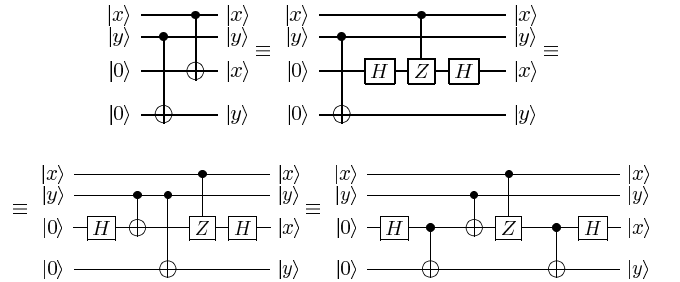 |x⟩ |x⟩ ≡ |x⟩ |x⟩ ≡
|y⟩ |y⟩ |y⟩ |y⟩
|0⟩ |x⟩ |0⟩ H Z H |x⟩
|0⟩ |y⟩ |0⟩ |y⟩
≡ |x⟩ |x⟩ ≡ |x⟩ |x⟩
|y⟩ |y⟩ |y⟩ |y⟩
|0⟩ H Z H |x⟩ |0⟩ H Z H |x⟩
|0⟩ |y⟩ |0⟩ |y⟩